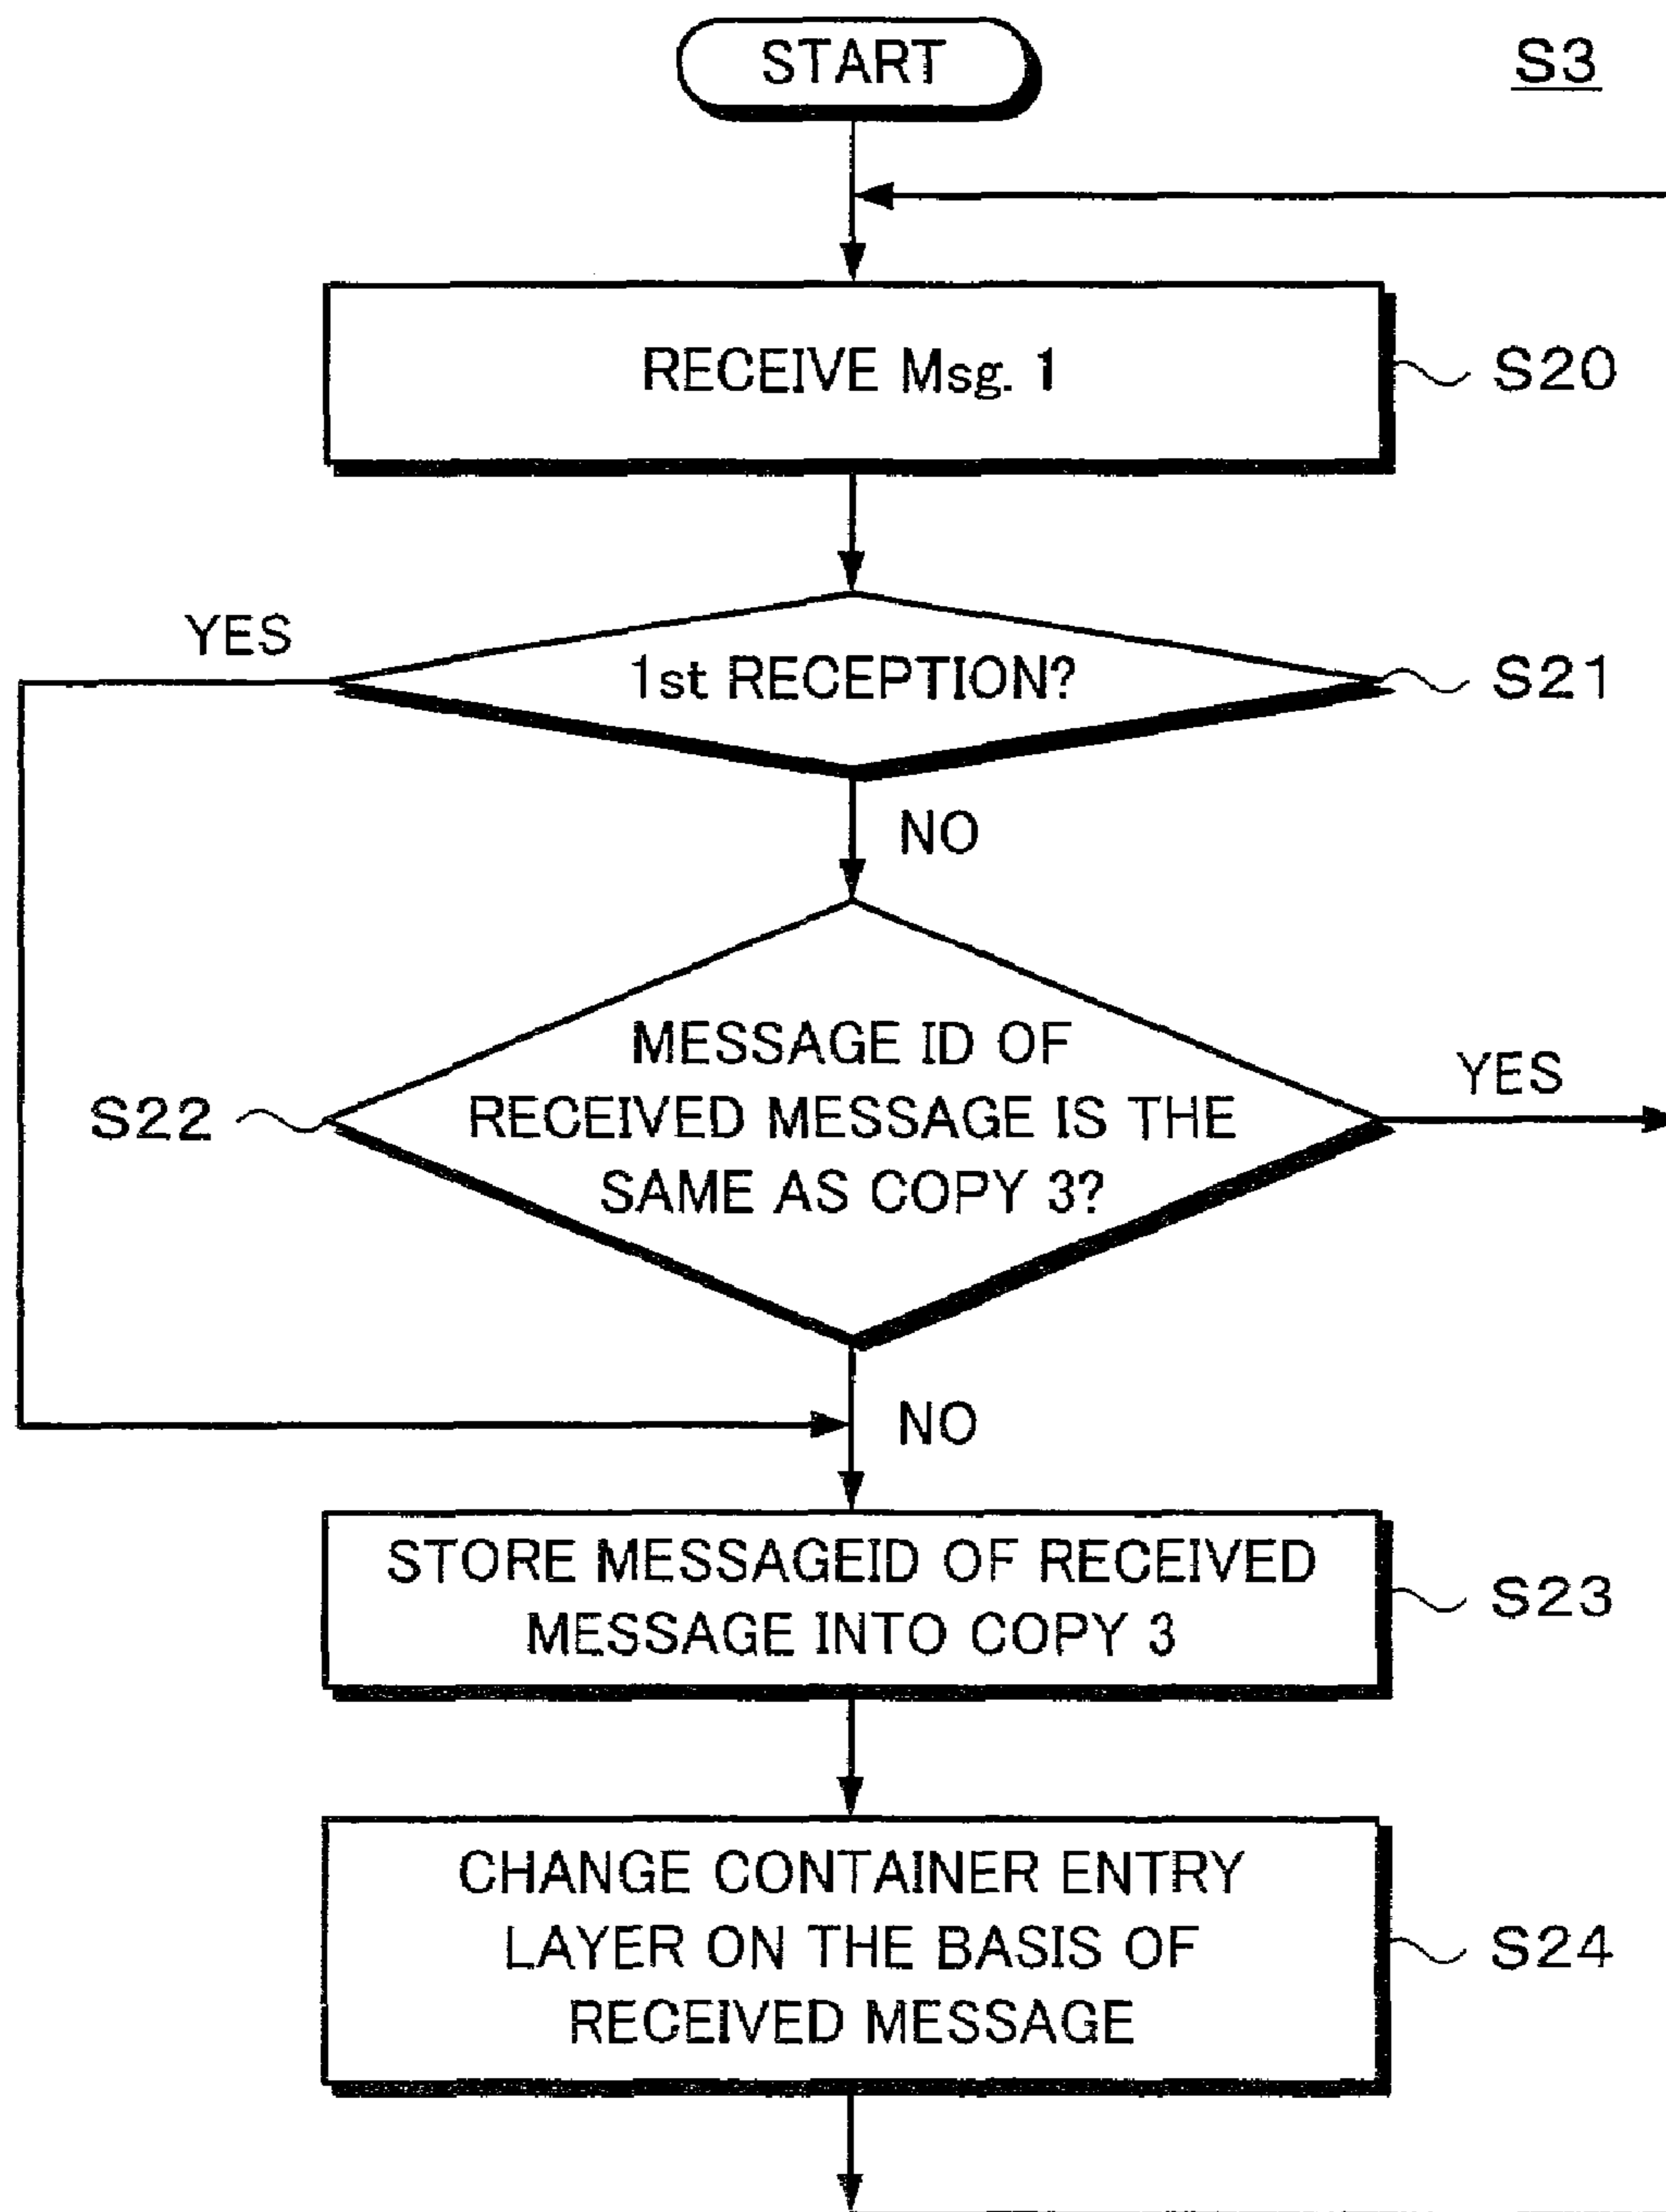 START
S3
RECEIVE Msg. 1
S20
YES
1st RECEPTION?
S21
NO
MESSAGE ID OF
RECEIVED MESSAGE IS THE
SAME AS COPY 3?
S22
YES
NO
STORE MESSAGEID OF RECEIVED
MESSAGE INTO COPY 3
S23
CHANGE CONTAINER ENTRY
LAYER ON THE BASIS OF
RECEIVED MESSAGE
S24